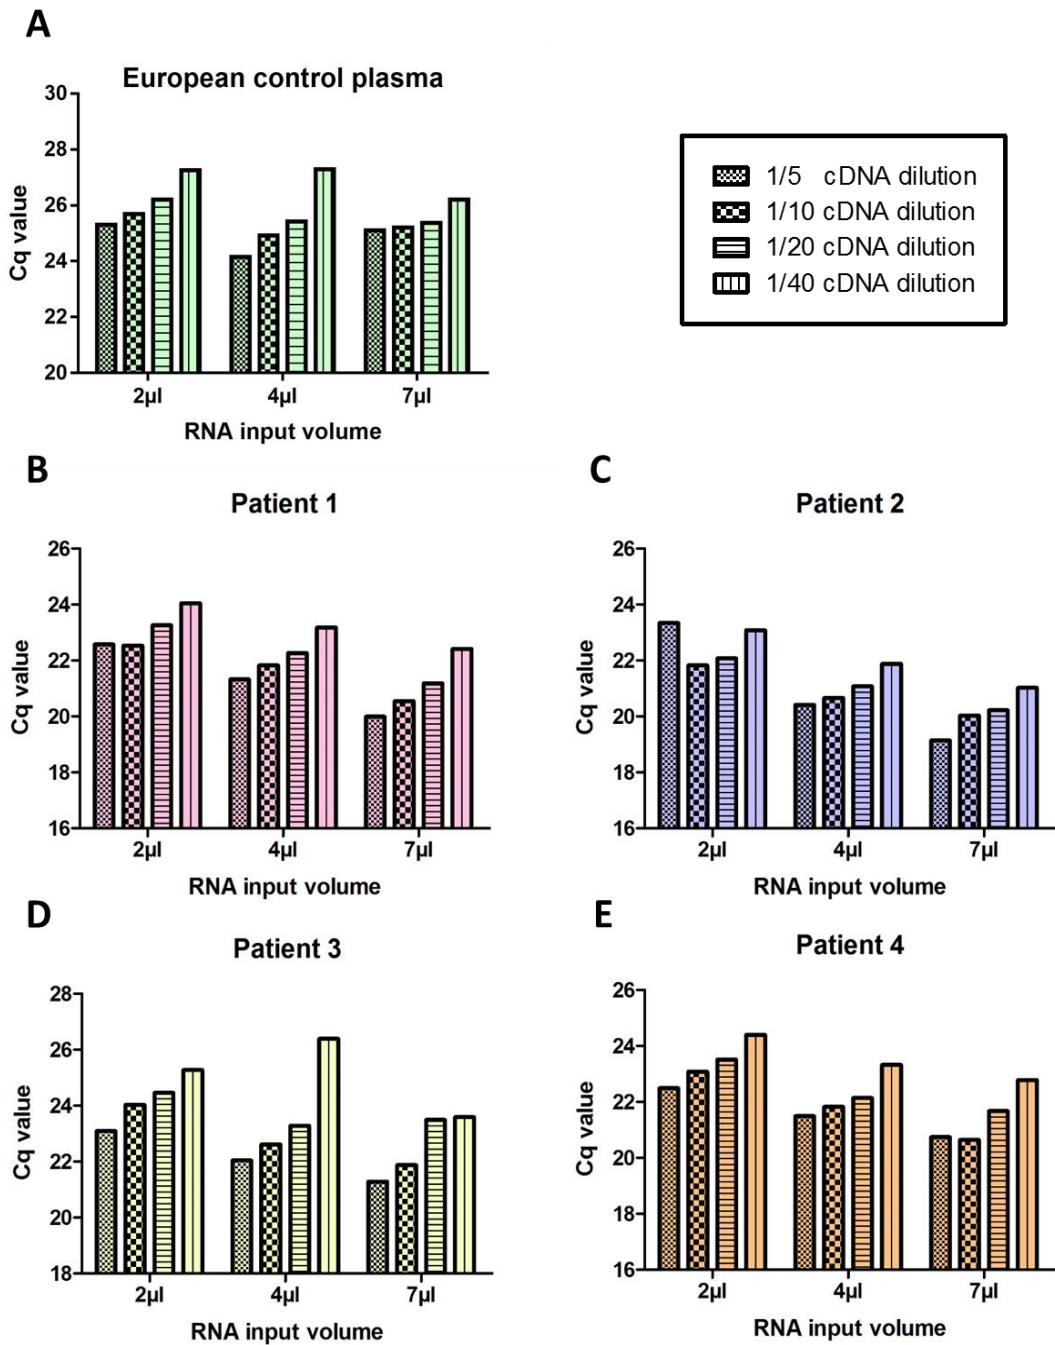 A
European control plasma
30
28
26
24
22
20
Cq value
2µl 4µl 7µl
RNA input volume
1/5 cDNA dilution
1/10 cDNA dilution
1/20 cDNA dilution
1/40 cDNA dilution
B
Patient 1
26
24
22
20
18
16
Cq value
2µl 4µl 7µl
RNA input volume
C
Patient 2
26
24
22
20
18
16
Cq value
2µl 4µl 7µl
RNA input volume
D
Patient 3
28
26
24
22
20
18
Cq value
2µl 4µl 7µl
RNA input volume
E
Patient 4
26
24
22
20
18
16
Cq value
2µl 4µl 7µl
RNA input volume